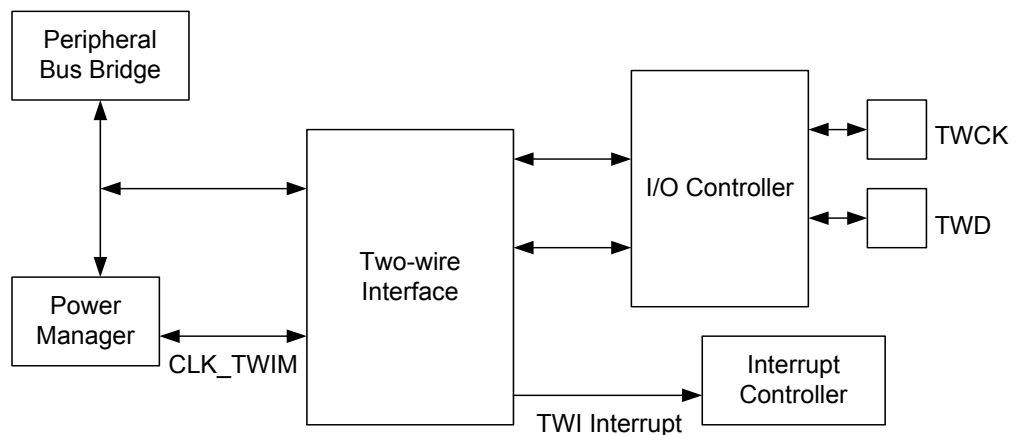 Peripheral
Bus Bridge
TWCK
I/O Controller
TWD
Two-wire
Interface
Power
Manager
CLK_TWIM
Interrupt
Controller
TWI Interrupt